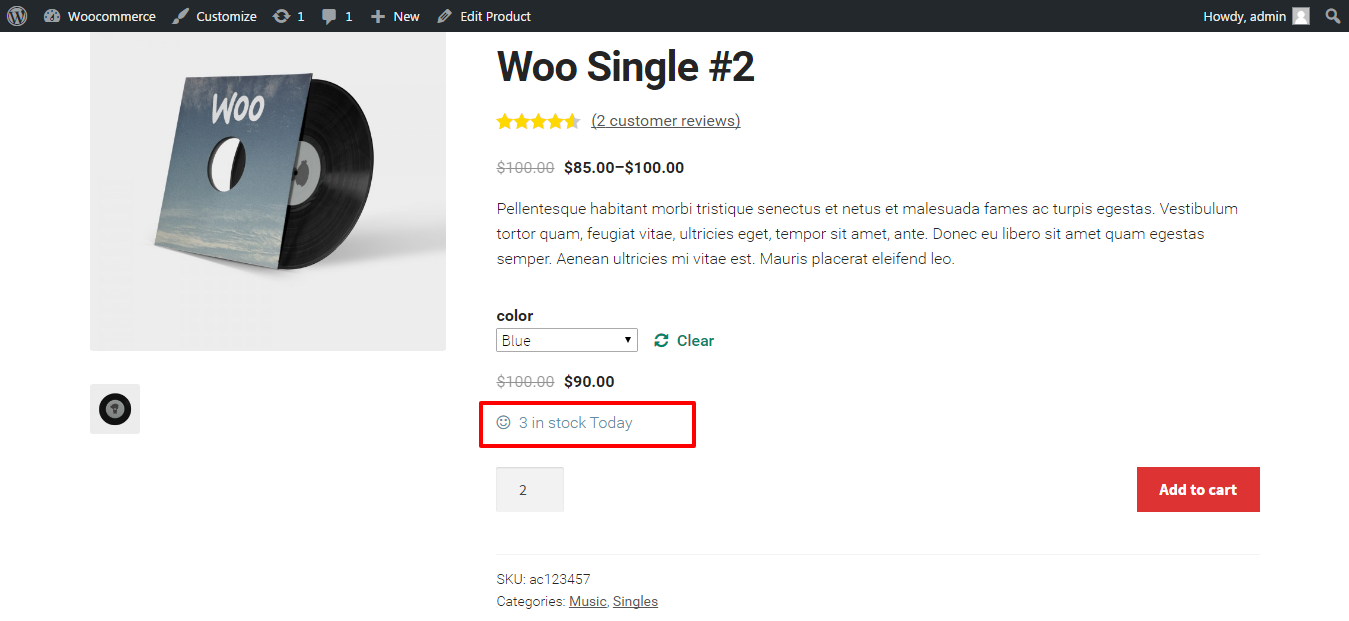 Woocommerce Customize 1 1 New Edit Product Howdy, admin
WOO
Woo Single #2
(2 customer reviews)
$100.00 $85.00–$100.00
Pellentesque habitant morbi tristique senectus et netus et malesuada fames ac turpis egestas. Vestibulum
tortor quam, feugiat vitae, ultricies eget, tempor sit amet, ante. Donec eu libero sit amet quam egestas
semper. Aenean ultricies mi vitae est. Mauris placerat eleifend leo.
color
Blue Clear
$100.00 $90.00
3 in stock Today
2 Add to cart
SKU: ac123457
Categories: Music, Singles